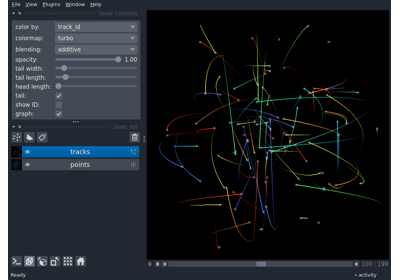 File View Plugins Window Help
layer controls
color by: track_id
colormap: turbo
blending: additive
opacity: 1.00
tail width:
tail length:
head length:
tail:
show ID:
graph:
layer list
tracks
points
0 100 199
Ready activity